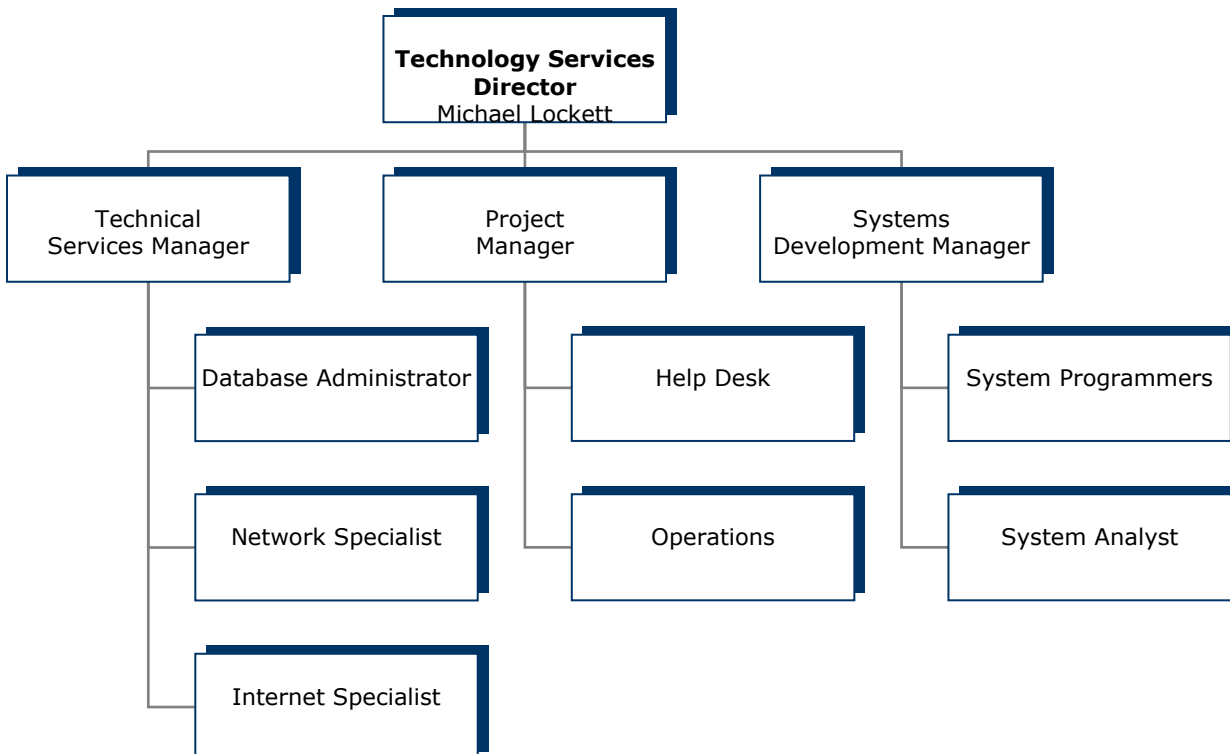 Technology Services
Director
Michael Lockett
Technical
Services Manager
Project
Manager
Systems
Development Manager
Database Administrator
Help Desk
System Programmers
Network Specialist
Operations
System Analyst
Internet Specialist